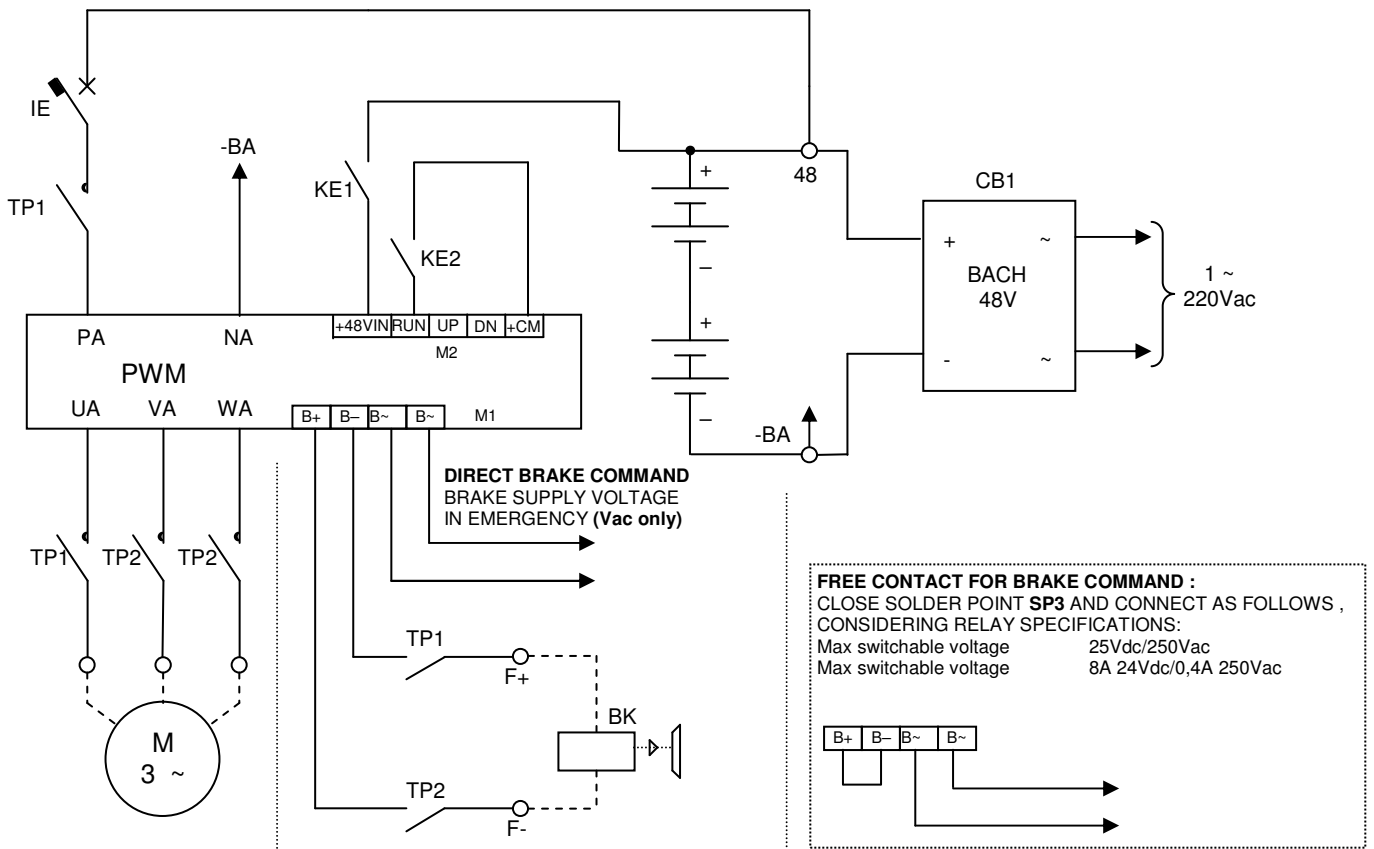 IE
-BA
TP1
KE1
KE2
+
–
+
–
48
CB1
+ ~
BACH
48V
- ~
1 ~
220Vac
-BA
PA NA
+48VIN RUN UP DN +CM
M2
PWM
UA VA WA
B+ B– B~ B~
M1
DIRECT BRAKE COMMAND
BRAKE SUPPLY VOLTAGE
IN EMERGENCY (Vac only)
TP1 TP2 TP2
M
3 ~
TP1
F+
BK
TP2
F-
FREE CONTACT FOR BRAKE COMMAND :
CLOSE SOLDER POINT SP3 AND CONNECT AS FOLLOWS ,
CONSIDERING RELAY SPECIFICATIONS:
Max switchable voltage 25Vdc/250Vac
Max switchable voltage 8A 24Vdc/0,4A 250Vac
B+ B– B~ B~